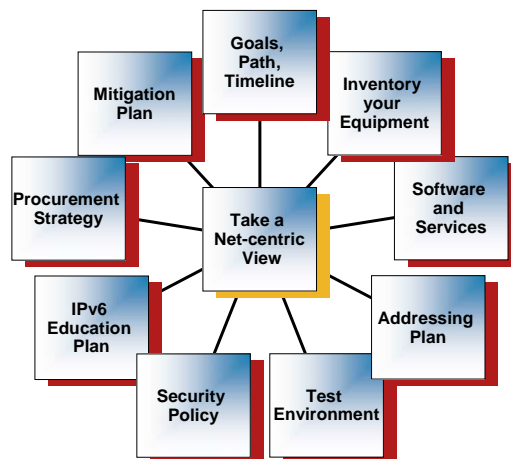 Goals,
Path,
Timeline
Inventory
your
Equipment
Software
and
Services
Addressing
Plan
Test
Environment
Security
Policy
IPv6
Education
Plan
Procurement
Strategy
Mitigation
Plan
Take a
Net-centric
View